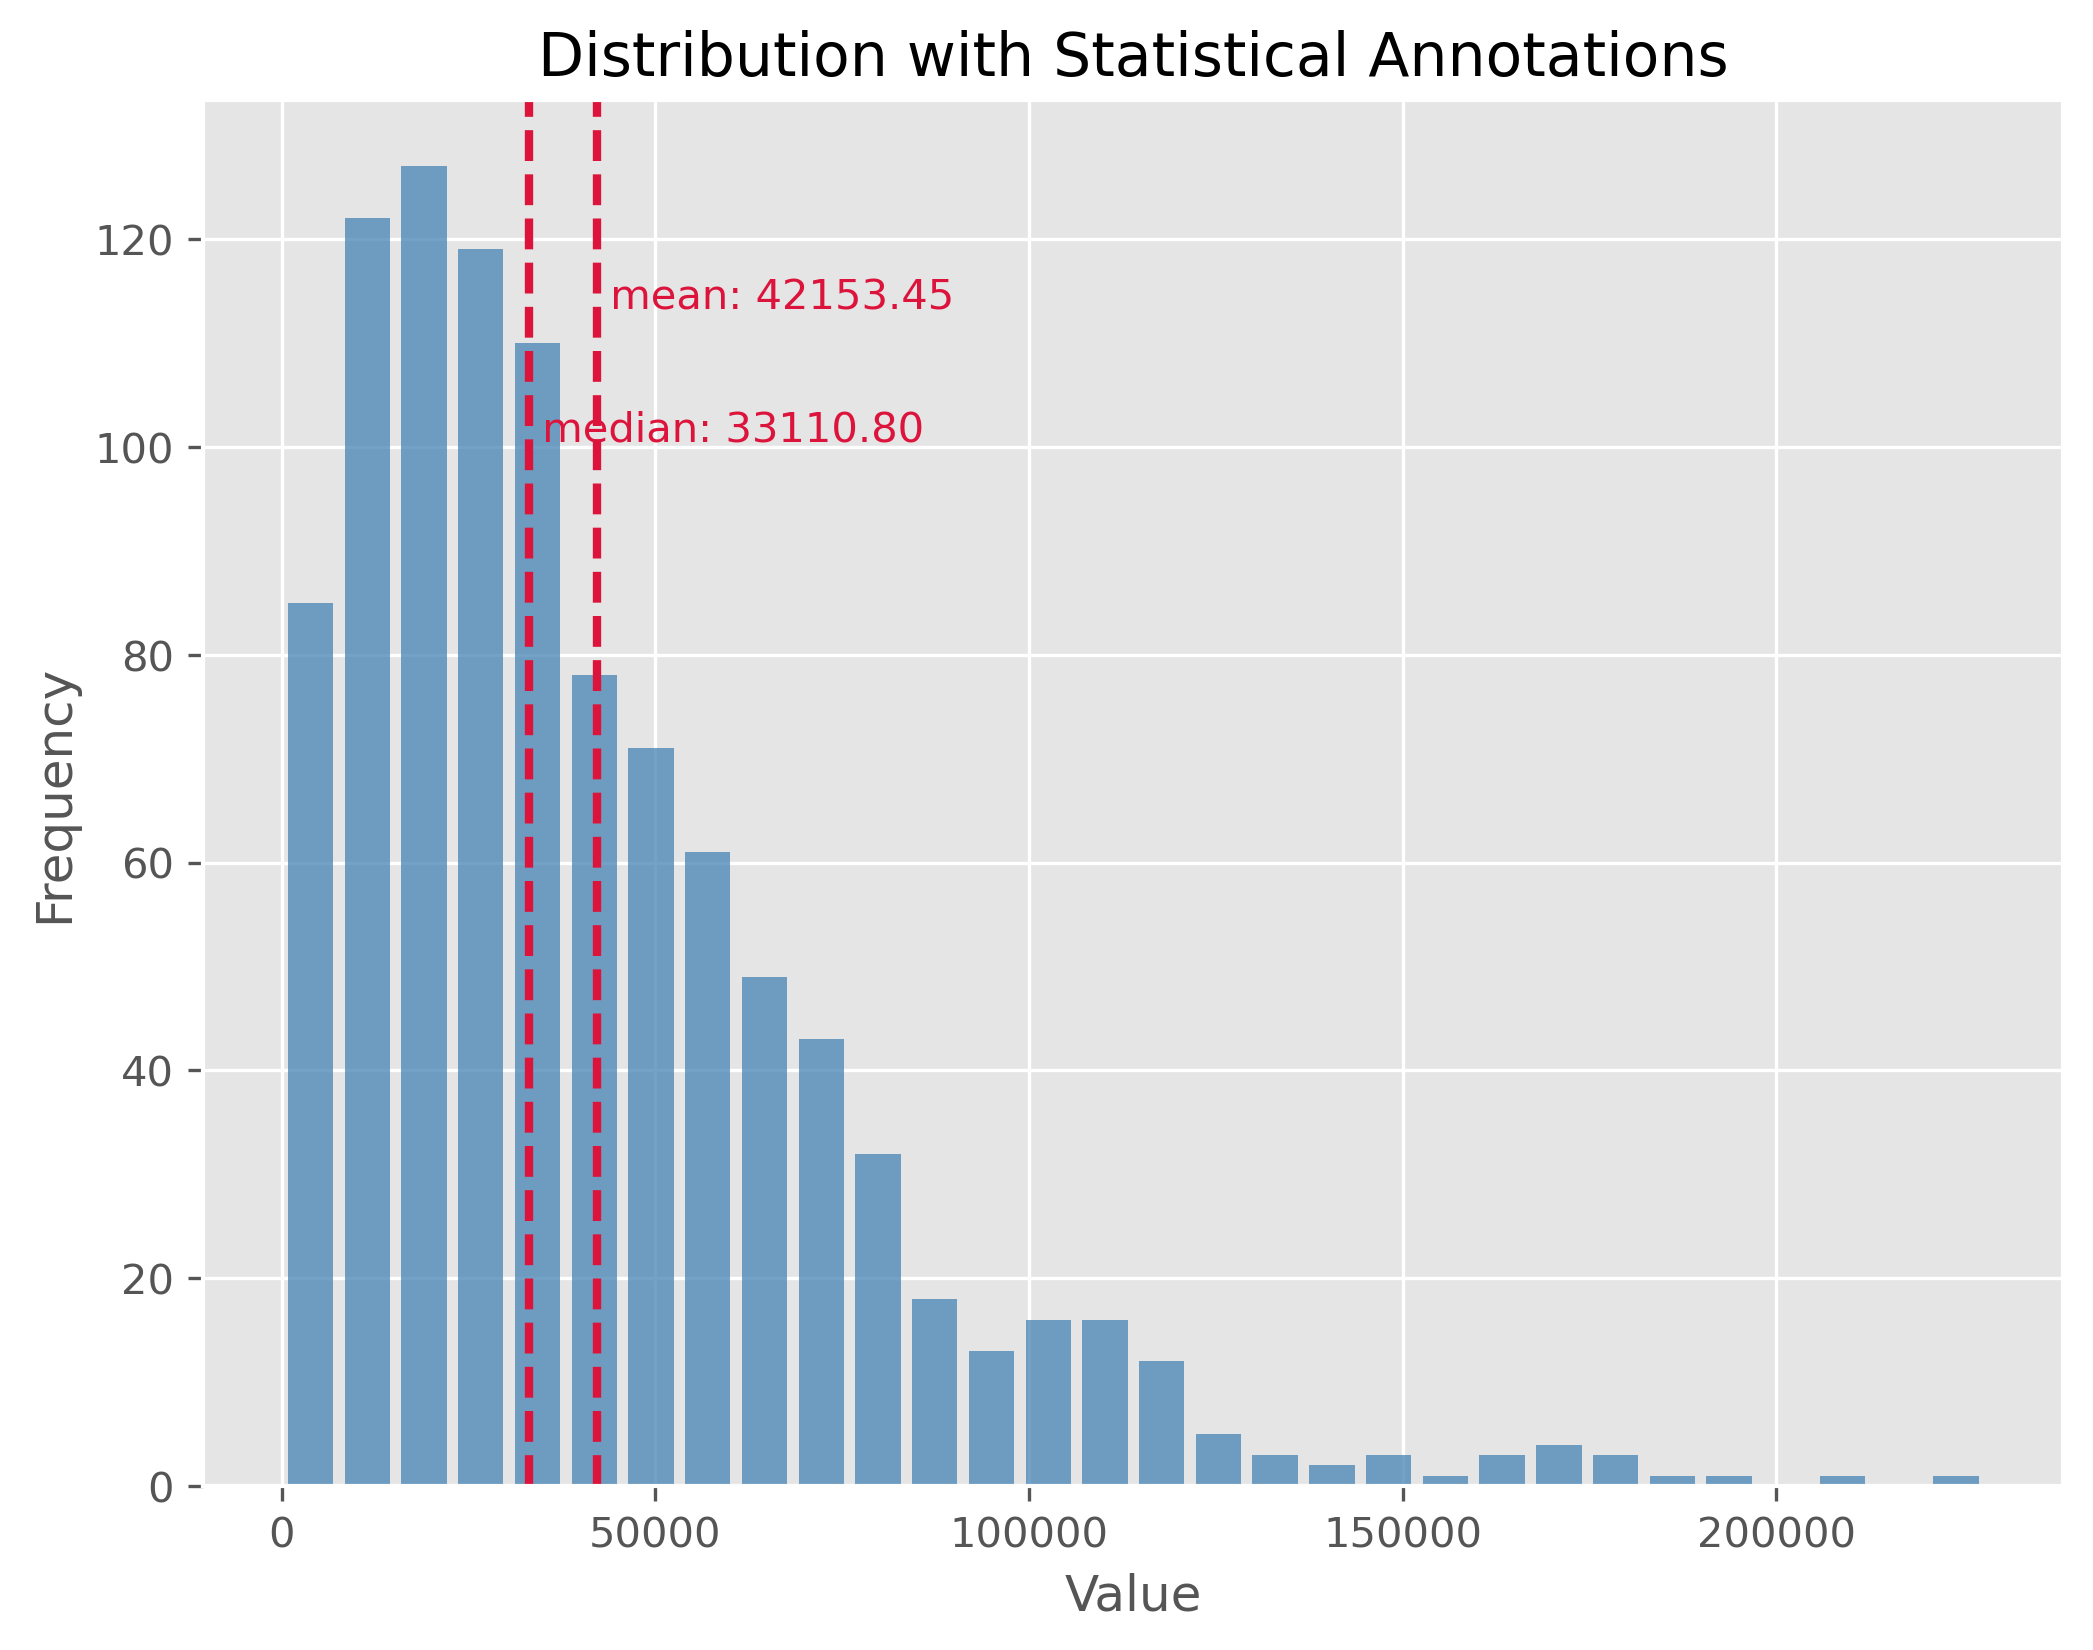 Distribution with Statistical Annotations
120
mean: 42153.45
median: 33110.80
100
80
60
40
20
0
Frequency
0 50000 100000 150000 200000
Value